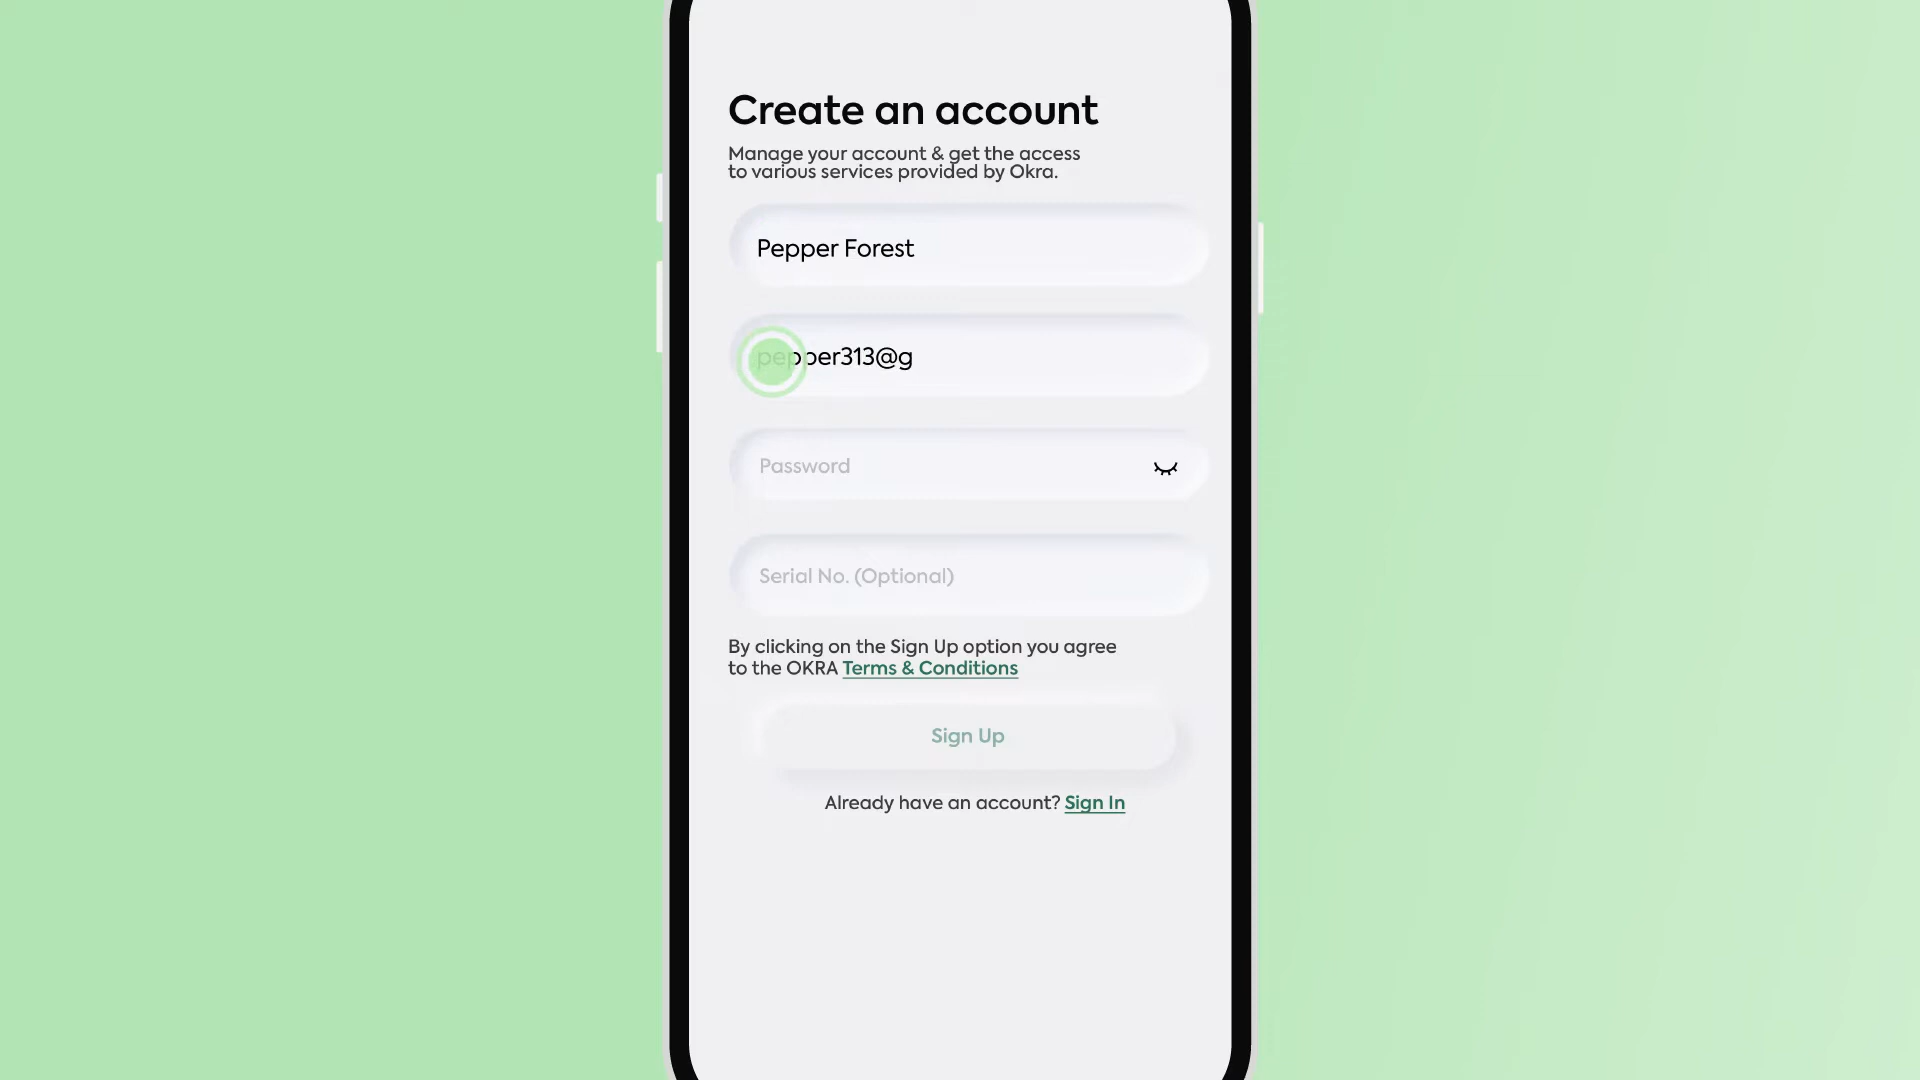 Create an account
Manage your account & get the access
to various services provided by Okra.
Pepper Forest
pepper313@g
Password
Serial No. (Optional)
By clicking on the Sign Up option you agree
to the OKRA Terms & Conditions
Sign Up
Already have an account? Sign In